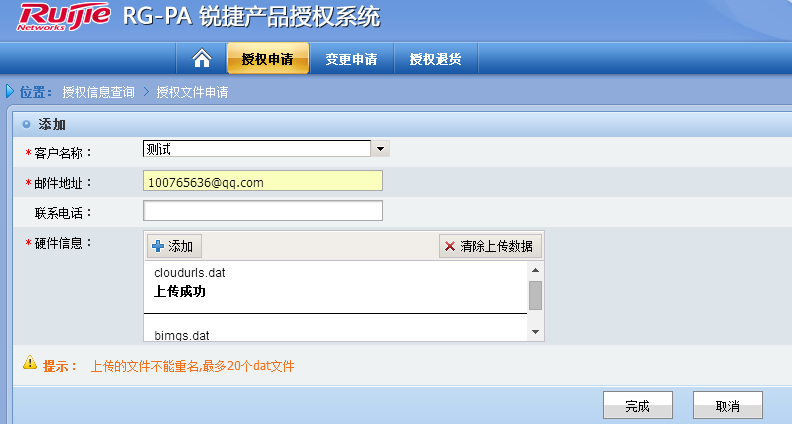 Ruijie Networks RG-PA 锐捷产品授权系统
授权申请 变更申请 授权退货
位置： 授权信息查询 > 授权文件申请
添加
*客户名称： 测试
*邮件地址： 100765636@qq.com
联系电话：
*硬件信息： 添加 清除上传数据
cloudurls.dat
上传成功
bimgs.dat
提示： 上传的文件不能重名,最多20个dat文件
完成 取消